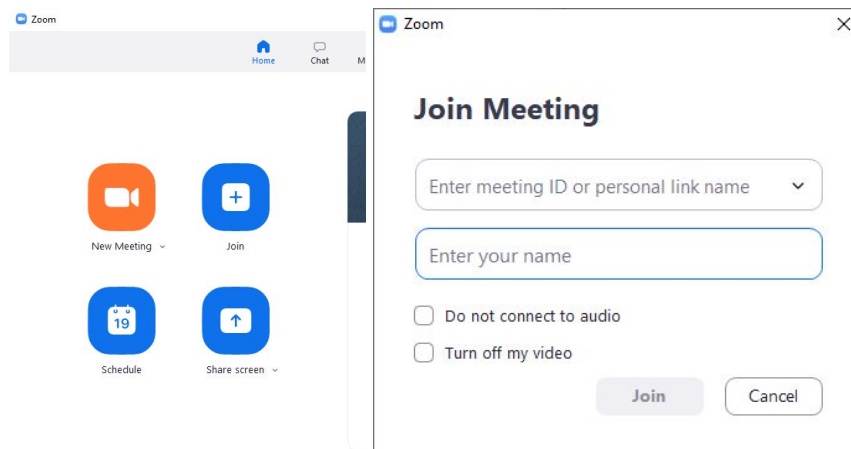 Zoom
Home
Chat
M
New Meeting
Join
19
Schedule
Share screen
Zoom
Join Meeting
Enter meeting ID or personal link name
Enter your name
Do not connect to audio
Turn off my video
Join
Cancel